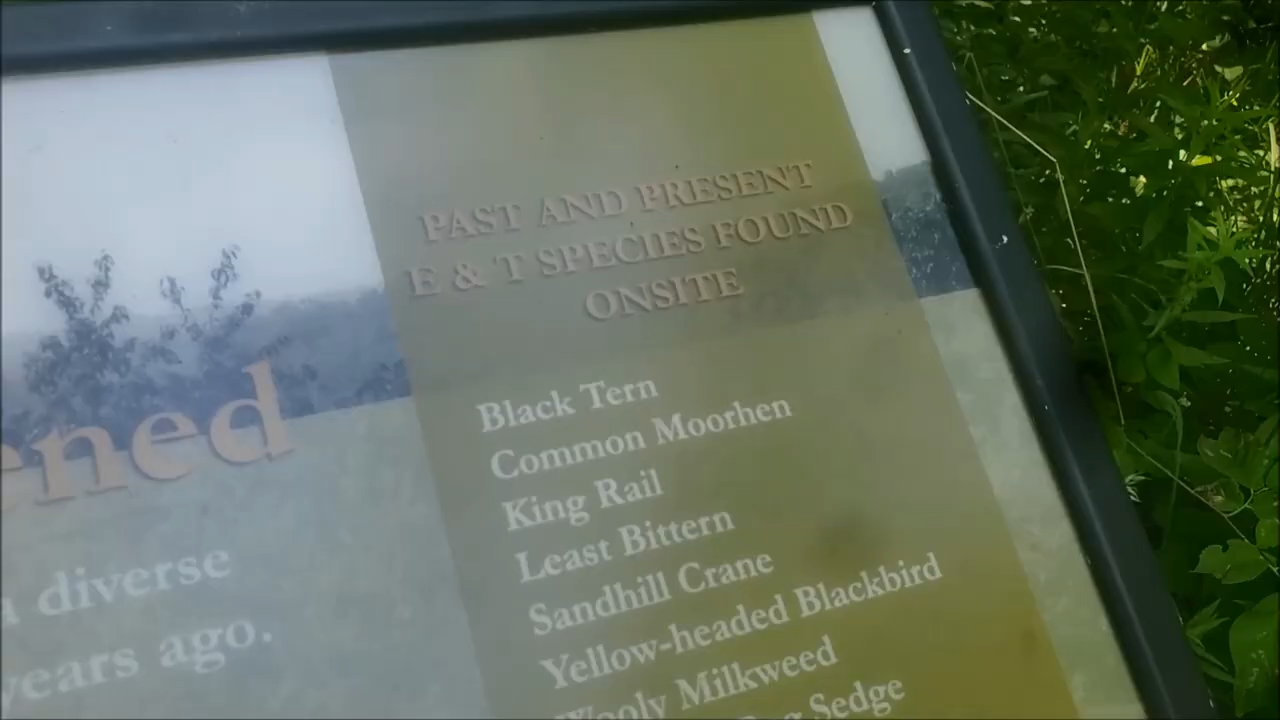 PAST AND PRESENT
E & T SPECIES FOUND
ONSITE
Black Tern
Common Moorhen
King Rail
Least Bittern
Sandhill Crane
Yellow-headed Blackbird
Wooly Milkweed
Sedge
ened
diverse
years ago.